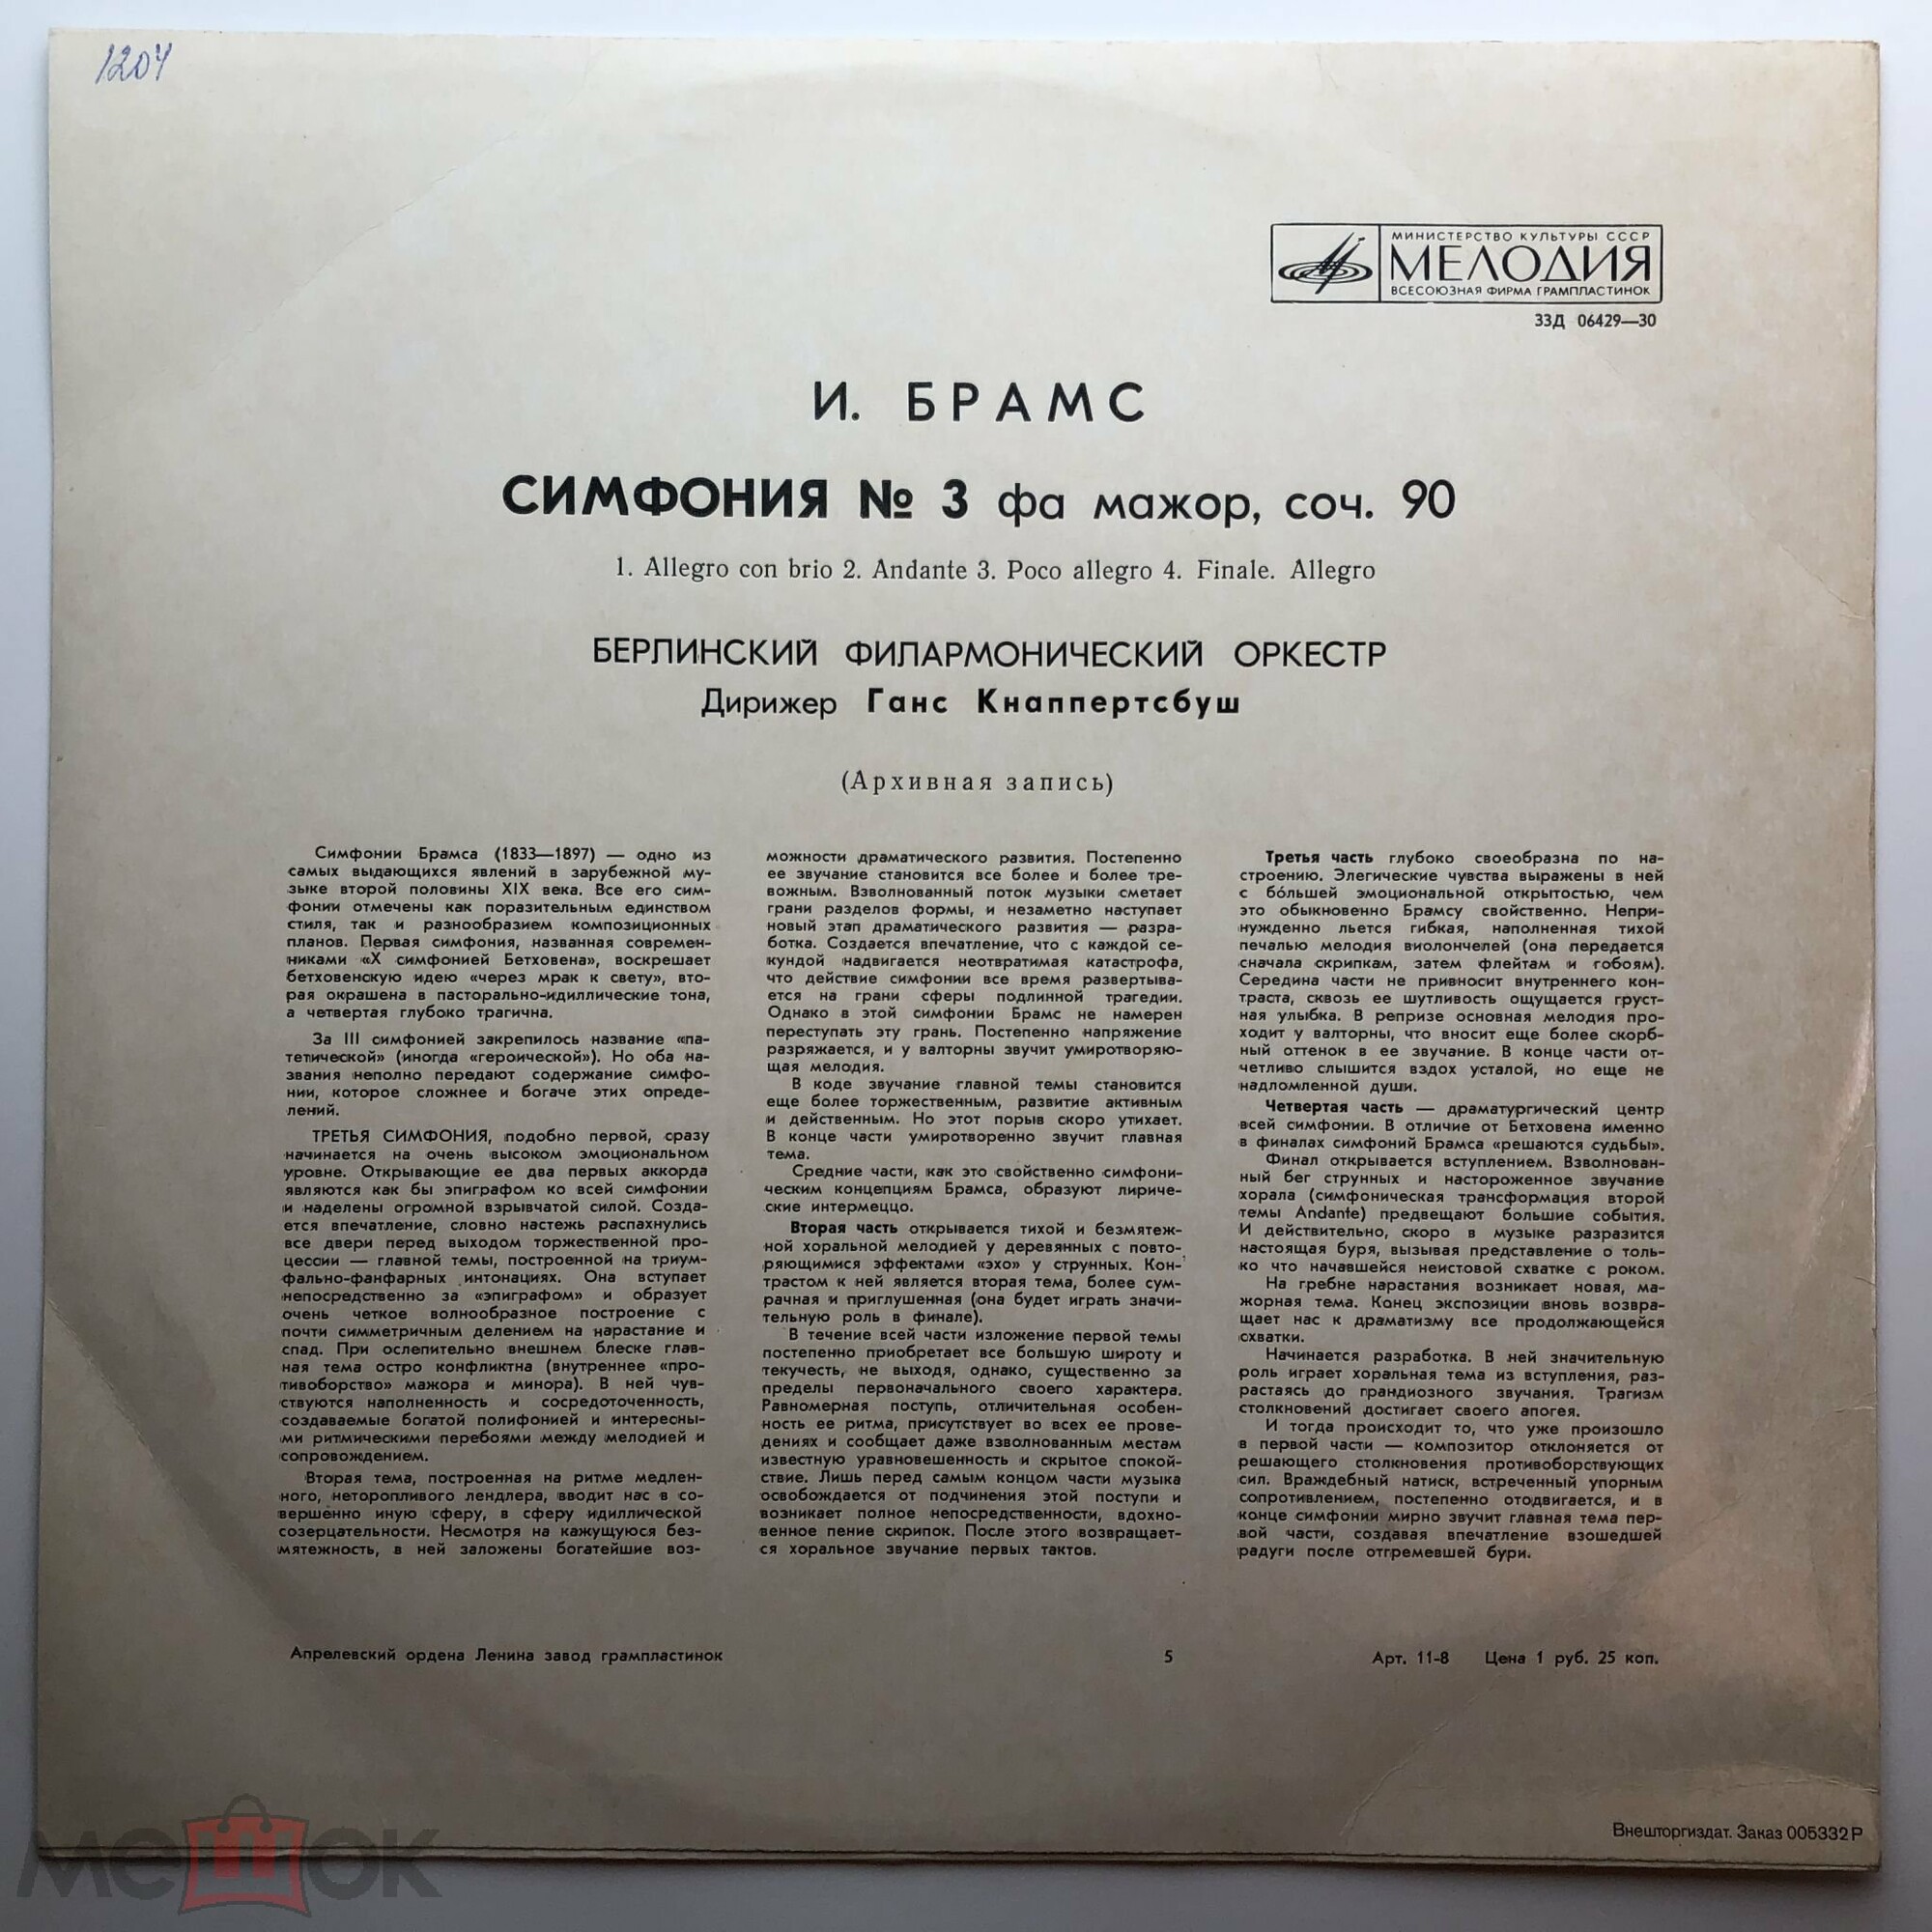 1204
МИНИСТЕРСТВО КУЛЬТУРЫ СССР
МЕЛОДИЯ
ВСЕСОЮЗНАЯ ФИРМА ГРАМПЛАСТИНОК
33Д 06429—30
И. БРАМС
СИМФОНИЯ № 3 фа мажор, соч. 90
1. Allegro con brio 2. Andante 3. Poco allegro 4. Finale. Allegro
БЕРЛИНСКИЙ ФИЛАРМОНИЧЕСКИЙ ОРКЕСТР
Дирижер Ганс Кнаппертсбуш
(Архивная запись)
Симфонии Брамса (1833—1897) — одно из
самых выдающихся явлений в зарубежной му-
зыке второй половины XIX века. Все его сим-
фонии отмечены как поразительным единством
стиля, так и разнообразием композиционных
планов. Первая симфония, названная современ-
никами «X симфонией Бетховена», воскрешает
бетховенскую идею «через мрак к свету», вто-
рая окрашена в пасторально-идиллические тона,
а четвертая глубоко трагична.
За III симфонией закрепилось название «па-
тетической» (иногда «героической»). Но оба на-
звания неполно передают содержание симфо-
нии, которое сложнее и богаче этих опреде-
лений.
ТРЕТЬЯ СИМФОНИЯ, подобно первой, сразу
начинается на очень высоком эмоциональном
уровне. Открывающие ее два первых аккорда
являются как бы эпиграфом ко всей симфонии
и наделены огромной взрывчатой силой. Созда-
ется впечатление, словно настежь распахнулись
все двери перед выходом торжественной про-
цессии — главной темы, построенной на триум-
фально-фанфарных интонациях. Она вступает
непосредственно за «эпиграфом» и образует
очень четкое волнообразное построение с
почти симметричным делением на нарастание и
спад. При ослепительно внешнем блеске глав-
ная тема остро конфликтна (внутреннее «про-
тивоборство» мажора и минора). В ней чув-
ствуются наполненность и сосредоточенность,
создаваемые богатой полифонией и интересны-
ми ритмическими перебоями между мелодией и
сопровождением.
Вторая тема, построенная на ритме медлен-
ного, неторопливого лендлера, вводит нас в со-
вершенно иную сферу, в сферу идиллической
созерцательности. Несмотря на кажущуюся без-
мятежность, в ней заложены богатейшие воз-
можности драматического развития. Постепенно
ее звучание становится все более и более тре-
вожным. Взволнованный поток музыки сметает
грани разделов формы, и незаметно наступает
новый этап драматического развития — разра-
ботка. Создается впечатление, что с каждой се-
кундой надвигается неотвратимая катастрофа,
что действие симфонии все время развертыва-
ется на грани сферы подлинной трагедии.
Однако в этой симфонии Брамс не намерен
переступать эту грань. Постепенно напряжение
разряжается, и у валторны звучит умиротворяю-
щая мелодия.
В коде звучание главной темы становится
еще более торжественным, развитие активным
и действенным. Но этот порыв скоро утихает.
В конце части умиротворенно звучит главная
тема.
Средние части, как это свойственно симфони-
ческим концепциям Брамса, образуют лириче-
ские интермеццо.
Вторая часть открывается тихой и безмятеж-
ной хоральной мелодией у деревянных с повто-
ряющимися эффектами «эхо» у струнных. Кон-
трастом к ней является вторая тема, более сум-
рачная и приглушенная (она будет играть значи-
тельную роль в финале).
В течение всей части изложение первой темы
постепенно приобретает все большую широту и
текучесть, не выходя, однако, существенно за
пределы первоначального своего характера.
Равномерная поступь, отличительная особен-
ность ее ритма, присутствует во всех ее прове-
дениях и сообщает даже взволнованным местам
известную уравновешенность и скрытое спокой-
ствие. Лишь перед самым концом части музыка
освобождается от подчинения этой поступи и
возникает полное непосредственности, вдохно-
венное пение скрипок. После этого возвращает-
ся хоральное звучание первых тактов.
Третья часть глубоко своеобразна по на-
строению. Элегические чувства выражены в ней
с бо́льшей эмоциональной открытостью, чем
это обыкновенно Брамсу свойственно. Непри-
нужденно льется гибкая, наполненная тихой
печалью мелодия виолончелей (она передается
сначала скрипкам, затем флейтам и гобоям).
Середина части не привносит внутреннего кон-
траста, сквозь ее шутливость ощущается груст-
ная улыбка. В репризе основная мелодия про-
ходит у валторны, что вносит еще более скорб-
ный оттенок в ее звучание. В конце части от-
четливо слышится вздох усталой, но еще не
надломленной души.
Четвертая часть — драматургический центр
всей симфонии. В отличие от Бетховена именно
в финалах симфоний Брамса «решаются судьбы».
Финал открывается вступлением. Взволнован-
ный бег струнных и настороженное звучание
хорала (симфоническая трансформация второй
темы Andante) предвещают большие события.
И действительно, скоро в музыке разразится
настоящая буря, вызывая представление о толь-
ко что начавшейся неистовой схватке с роком.
На гребне нарастания возникает новая, ма-
жорная тема. Конец экспозиции вновь возвра-
щает нас к драматизму все продолжающейся
схватки.
Начинается разработка. В ней значительную
роль играет хоральная тема из вступления, раз-
растаясь до грандиозного звучания. Трагизм
столкновений достигает своего апогея.
И тогда происходит то, что уже произошло
в первой части — композитор отклоняется от
решающего столкновения противоборствующих
сил. Враждебный натиск, встреченный упорным
сопротивлением, постепенно отодвигается, и в
конце симфонии мирно звучит главная тема пер-
вой части, создавая впечатление взошедшей
радуги после отгремевшей бури.
Апрелевский ордена Ленина завод грампластинок
5
Арт. 11-8 Цена 1 руб. 25 коп.
Внешторгиздат. Заказ 005332Р
мешок